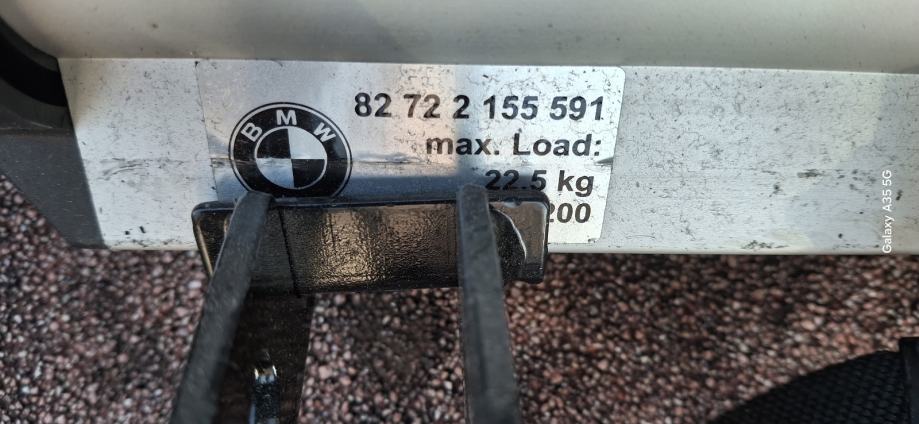 BMW
82 72 2 155 591
max. Load:
22.5 kg
200
Galaxy A35 5G